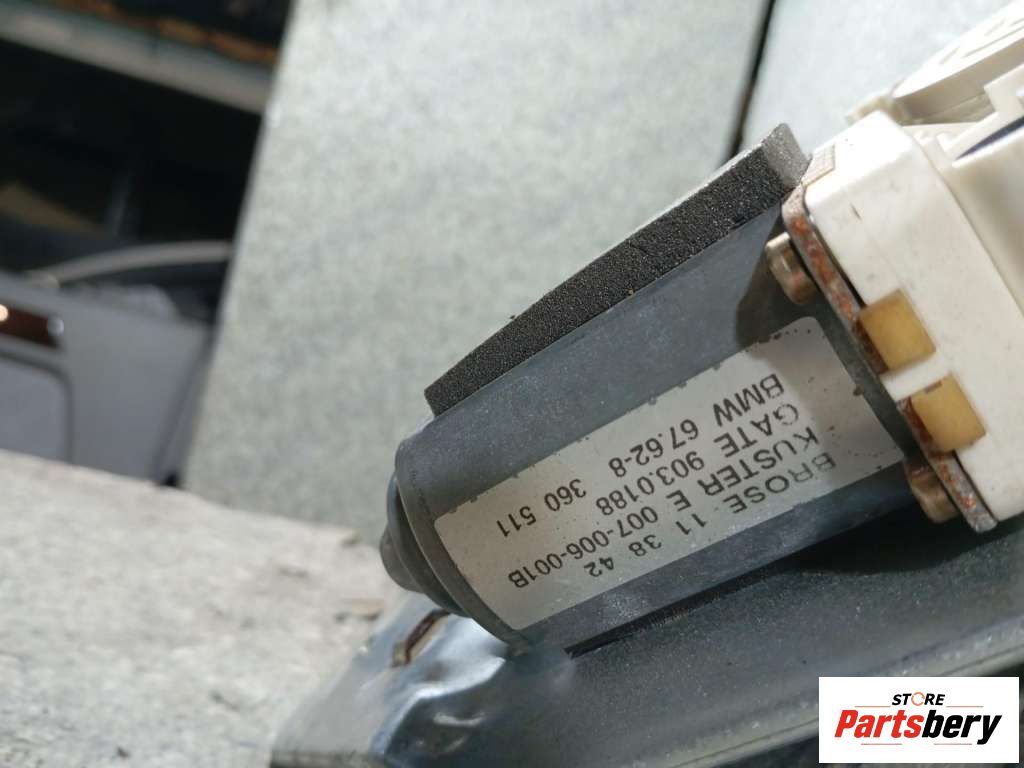 BROSE 11 38 42
KUSTER E 007-006-001B
GATE 903.0188
BMW 67.62-8 360 511
STORE
Partsbery